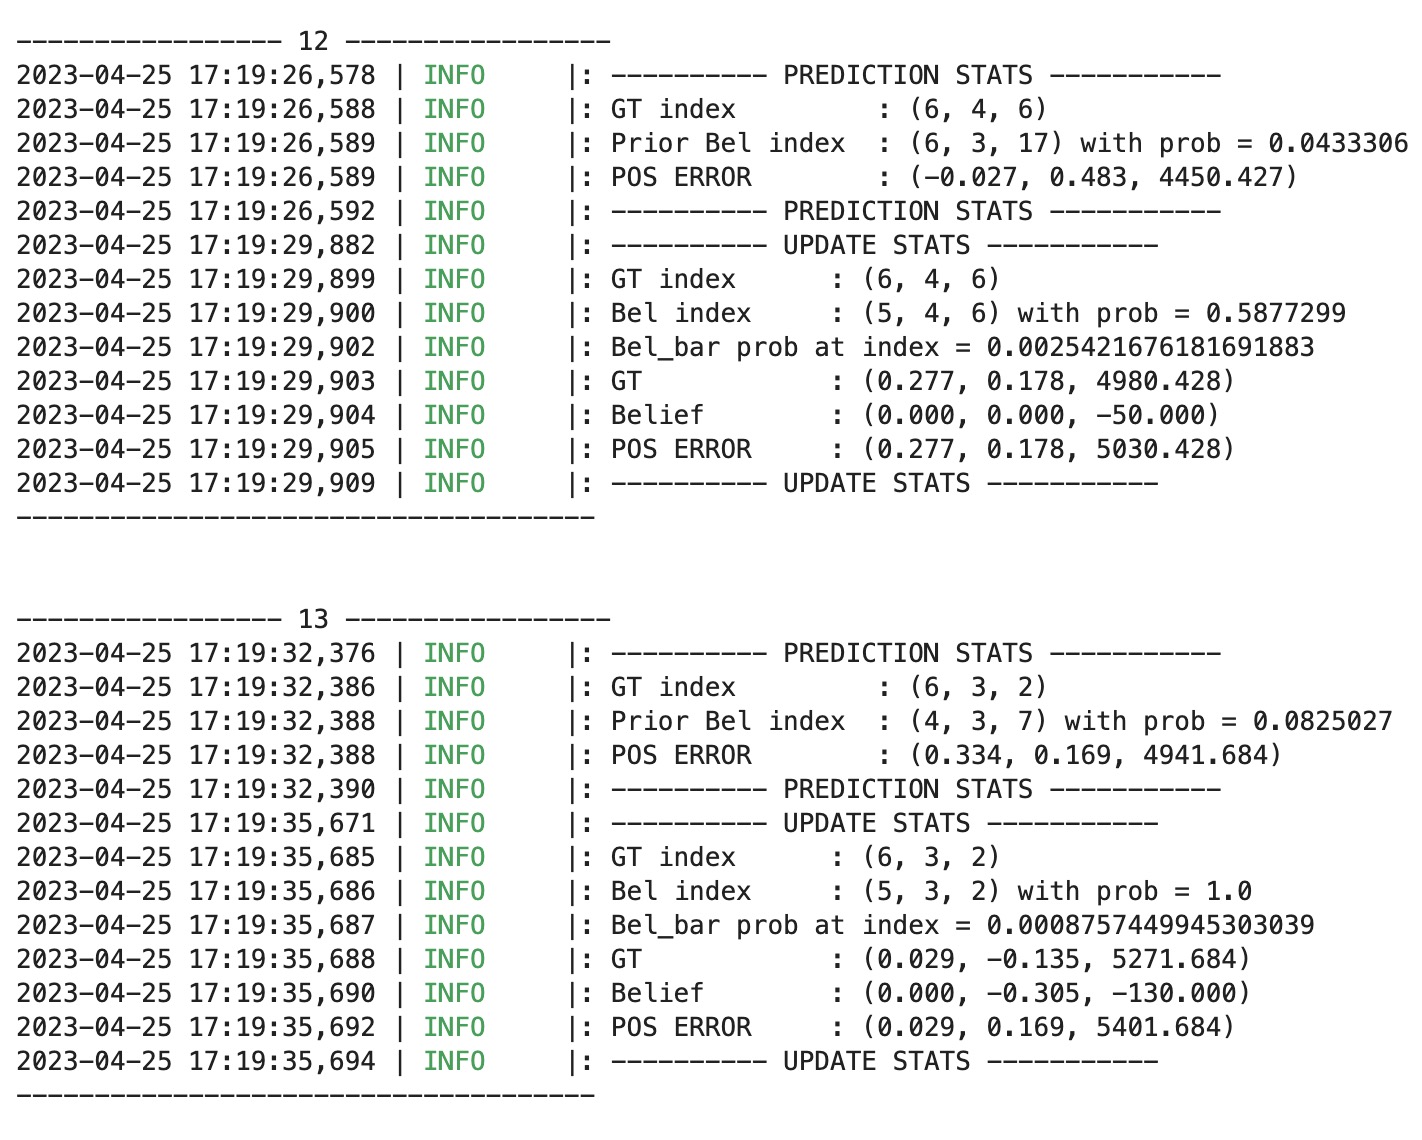 ----------------- 12 -----------------
2023-04-25 17:19:26,578 | INFO     |: ---------- PREDICTION STATS -----------
2023-04-25 17:19:26,588 | INFO     |: GT index         : (6, 4, 6)
2023-04-25 17:19:26,589 | INFO     |: Prior Bel index  : (6, 3, 17) with prob = 0.0433306
2023-04-25 17:19:26,589 | INFO     |: POS ERROR        : (-0.027, 0.483, 4450.427)
2023-04-25 17:19:26,592 | INFO     |: ---------- PREDICTION STATS -----------
2023-04-25 17:19:29,882 | INFO     |: ---------- UPDATE STATS -----------
2023-04-25 17:19:29,899 | INFO     |: GT index      : (6, 4, 6)
2023-04-25 17:19:29,900 | INFO     |: Bel index     : (5, 4, 6) with prob = 0.5877299
2023-04-25 17:19:29,902 | INFO     |: Bel_bar prob at index = 0.0025421676181691883
2023-04-25 17:19:29,903 | INFO     |: GT            : (0.277, 0.178, 4980.428)
2023-04-25 17:19:29,904 | INFO     |: Belief        : (0.000, 0.000, -50.000)
2023-04-25 17:19:29,905 | INFO     |: POS ERROR     : (0.277, 0.178, 5030.428)
2023-04-25 17:19:29,909 | INFO     |: ---------- UPDATE STATS -----------
-------------------------------------
----------------- 13 -----------------
2023-04-25 17:19:32,376 | INFO     |: ---------- PREDICTION STATS -----------
2023-04-25 17:19:32,386 | INFO     |: GT index         : (6, 3, 2)
2023-04-25 17:19:32,388 | INFO     |: Prior Bel index  : (4, 3, 7) with prob = 0.0825027
2023-04-25 17:19:32,388 | INFO     |: POS ERROR        : (0.334, 0.169, 4941.684)
2023-04-25 17:19:32,390 | INFO     |: ---------- PREDICTION STATS -----------
2023-04-25 17:19:35,671 | INFO     |: ---------- UPDATE STATS -----------
2023-04-25 17:19:35,685 | INFO     |: GT index      : (6, 3, 2)
2023-04-25 17:19:35,686 | INFO     |: Bel index     : (5, 3, 2) with prob = 1.0
2023-04-25 17:19:35,687 | INFO     |: Bel_bar prob at index = 0.0008757449945303039
2023-04-25 17:19:35,688 | INFO     |: GT            : (0.029, -0.135, 5271.684)
2023-04-25 17:19:35,690 | INFO     |: Belief        : (0.000, -0.305, -130.000)
2023-04-25 17:19:35,692 | INFO     |: POS ERROR     : (0.029, 0.169, 5401.684)
2023-04-25 17:19:35,694 | INFO     |: ---------- UPDATE STATS -----------
-------------------------------------